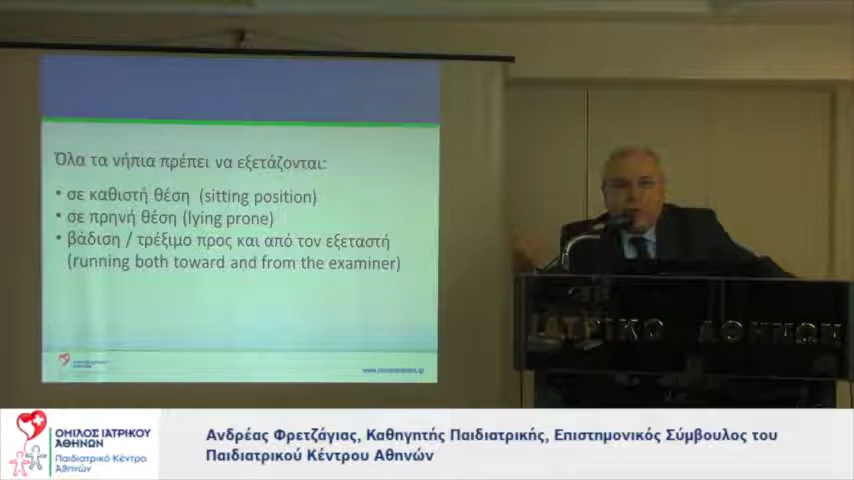 Όλα τα νήπια πρέπει να εξετάζονται:
• σε καθιστή θέση (sitting position)
• σε πρηνή θέση (lying prone)
• βάδιση / τρέξιμο προς και από τον εξεταστή
(running both toward and from the examiner)
ΙΑΤΡΙΚΟ ΑΘΗΝΩΝ
ΟΜΙΛΟΣ ΙΑΤΡΙΚΟΥ
ΑΘΗΝΩΝ
Παιδιατρικό Κέντρο
Αθηνών
Ανδρέας Φρετζάγιας, Καθηγητής Παιδιατρικής, Επιστημονικός Σύμβουλος του
Παιδιατρικού Κέντρου Αθηνών